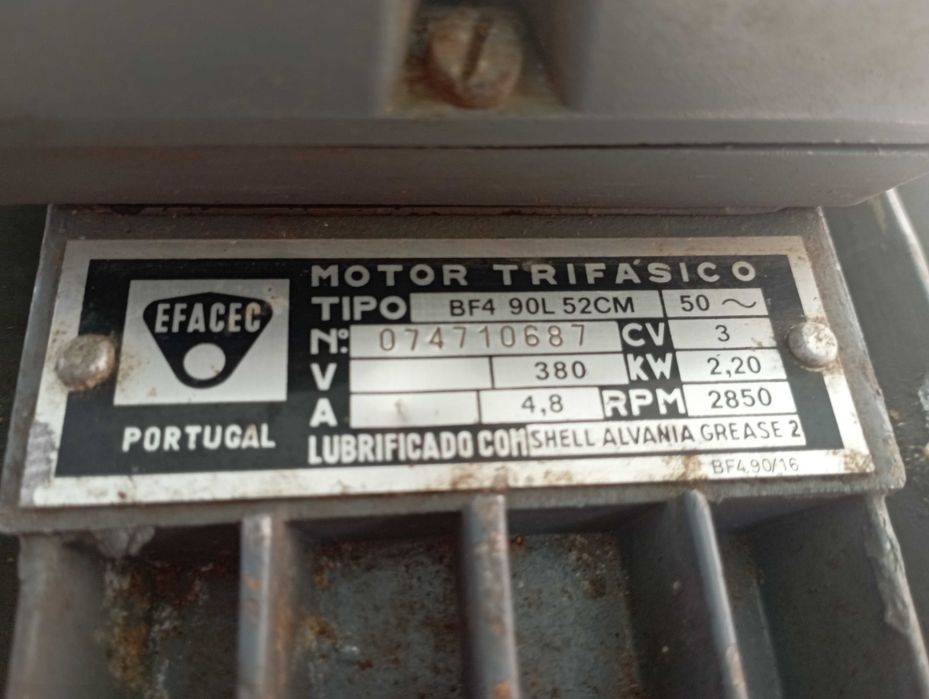 MOTOR TRIFÁSICO
EFACEC
PORTUGAL
TIPO BF4 90L 52CM 50 ~
Nº: 074710687 CV 3
V 380 KW 2,20
A 4,8 RPM 2850
LUBRIFICADO COM SHELL ALVANIA GREASE 2
BF4.90/16